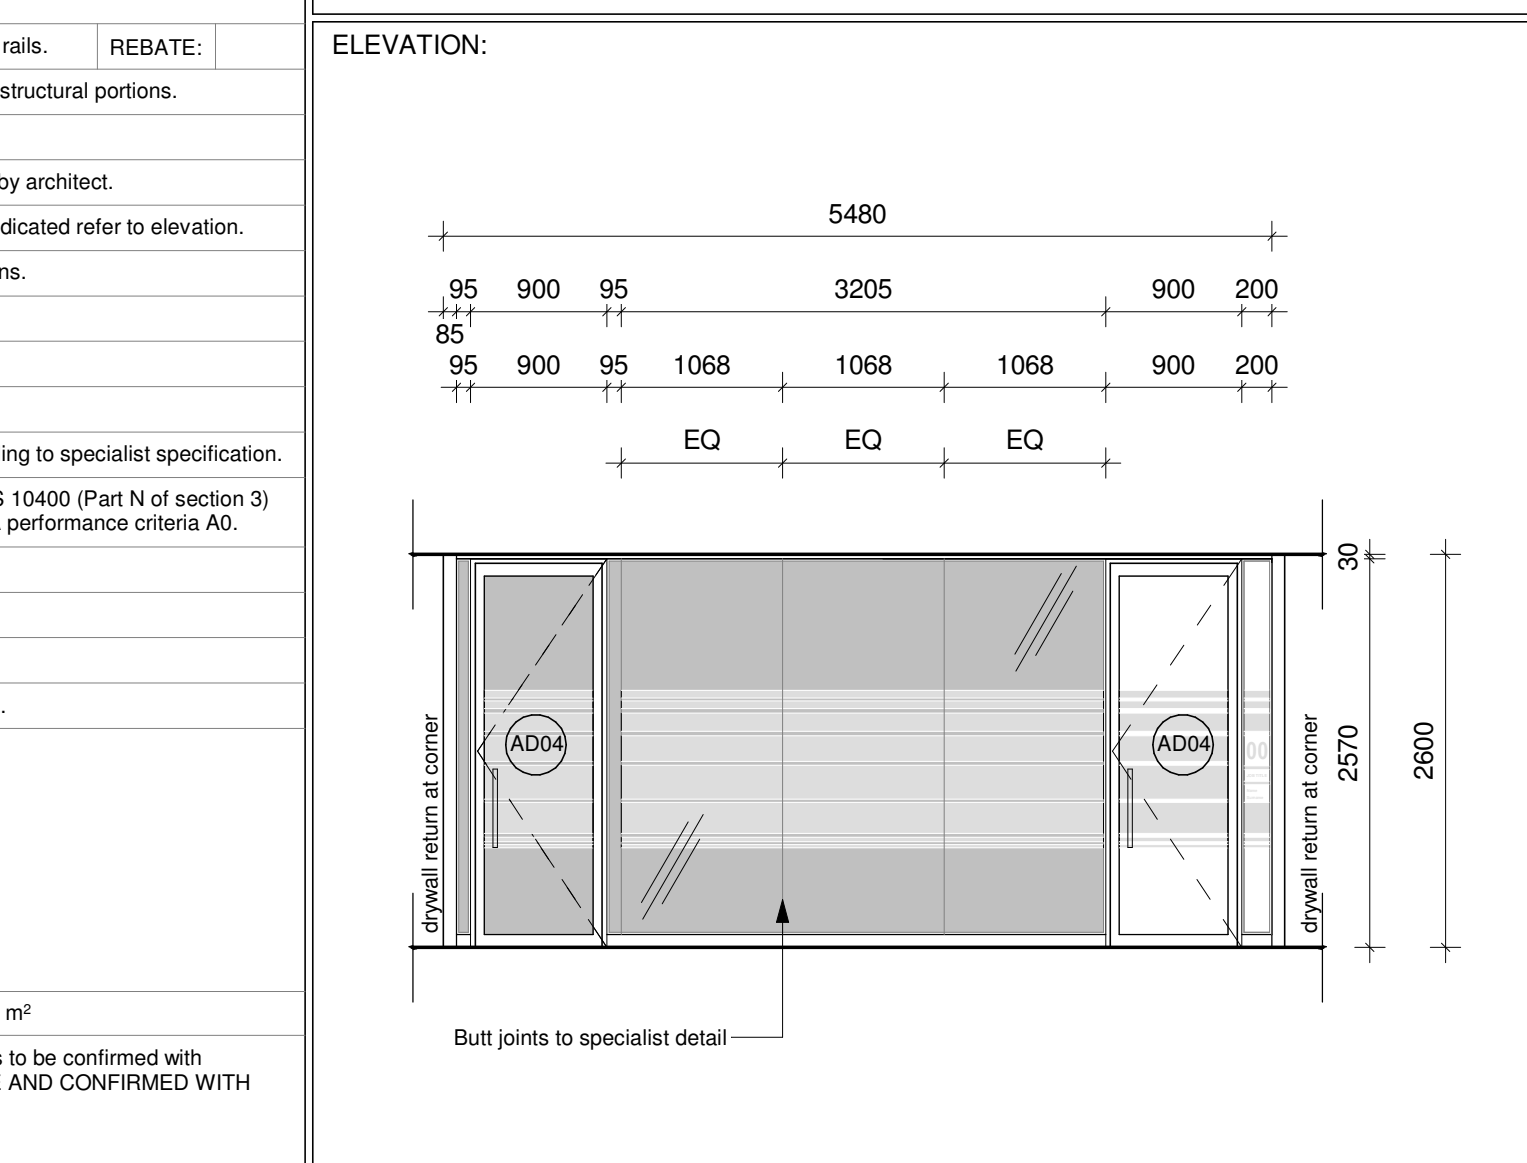 rails.
REBATE:
structural portions.
by architect.
dicated refer to elevation.
ns.
ing to specialist specification.
S 10400 (Part N of section 3)
performance criteria A0.
.
m²
s to be confirmed with
E AND CONFIRMED WITH
ELEVATION:
5480
95 900 95 3205 900 200
85
95 900 95 1068 1068 1068 900 200
EQ EQ EQ
30
2570
2600
drywall return at corner
AD04
AD04
00
drywall return at corner
Butt joints to specialist detail